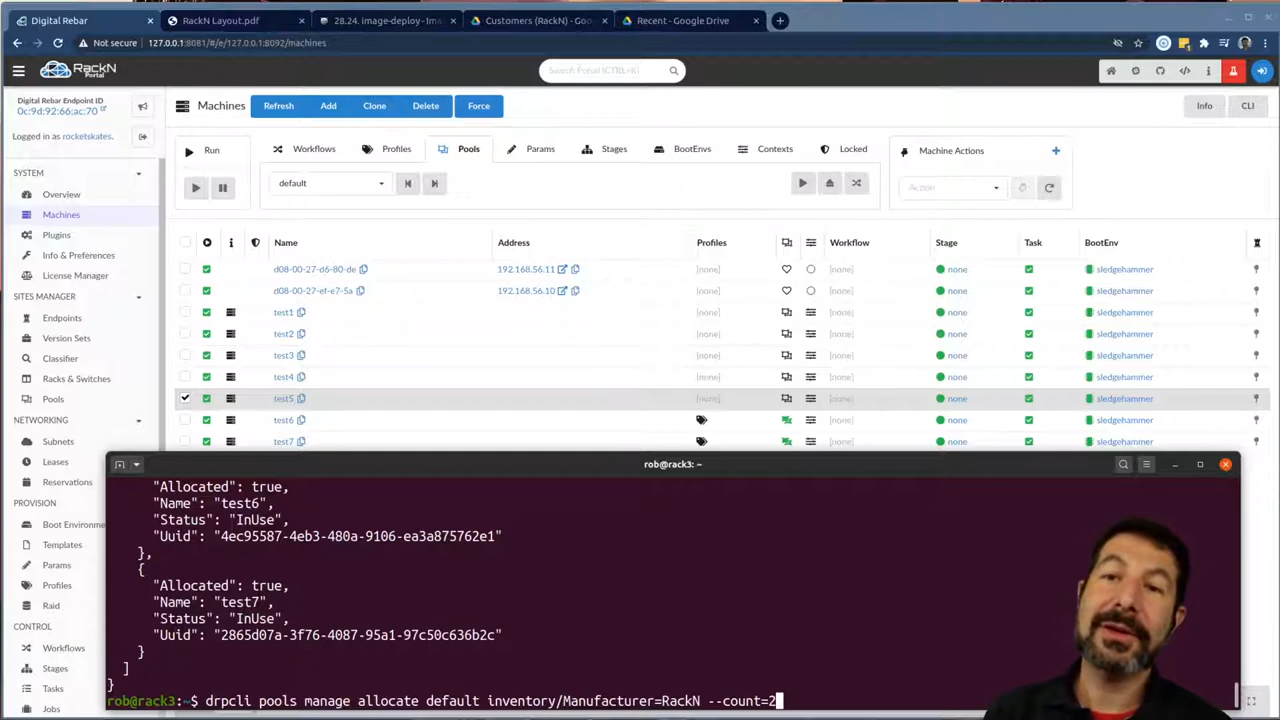 Digital Rebar
RackN Layout.pdf
28.24. image-deploy - Ima
Customers (RackN) - Goo
Recent - Google Drive
Not secure
127.0.0.1:8081/#/e/127.0.0.1:8092/machines
RackN
Portal
Search Portal (CTRL+K)
Digital Rebar Endpoint ID
0c:9d:92:66:ac:70
Logged in as rocketskates.
Machines
Refresh
Add
Clone
Delete
Force
Info
CLI
Run
Workflows
Profiles
Pools
Params
Stages
BootEnvs
Contexts
Locked
Machine Actions
default
Action
SYSTEM
Overview
Machines
Plugins
Info & Preferences
License Manager
SITES MANAGER
Endpoints
Version Sets
Classifier
Racks & Switches
Pools
NETWORKING
Subnets
Leases
Reservations
PROVISION
Boot Environme
Templates
Params
Profiles
Raid
CONTROL
Workflows
Stages
Tasks
Jobs
Name Address Profiles Workflow Stage Task BootEnv
d08-00-27-d6-80-de 192.168.56.11 [none] [none] none sledgehammer
d08-00-27-ef-e7-5a 192.168.56.10 [none] [none] none sledgehammer
test1 [none] [none] none sledgehammer
test2 [none] [none] none sledgehammer
test3 [none] [none] none sledgehammer
test4 [none] [none] none sledgehammer
test5 [none] [none] none sledgehammer
test6 [none] none sledgehammer
test7 [none] none sledgehammer
rob@rack3: ~
"Allocated": true,
"Name": "test6",
"Status": "InUse",
"Uuid": "4ec95587-4eb3-480a-9106-ea3a875762e1"
},
{
"Allocated": true,
"Name": "test7",
"Status": "InUse",
"Uuid": "2865d07a-3f76-4087-95a1-97c50c636b2c"
}
]
}
rob@rack3:~$ drpcli pools manage allocate default inventory/Manufacturer=RackN --count=2